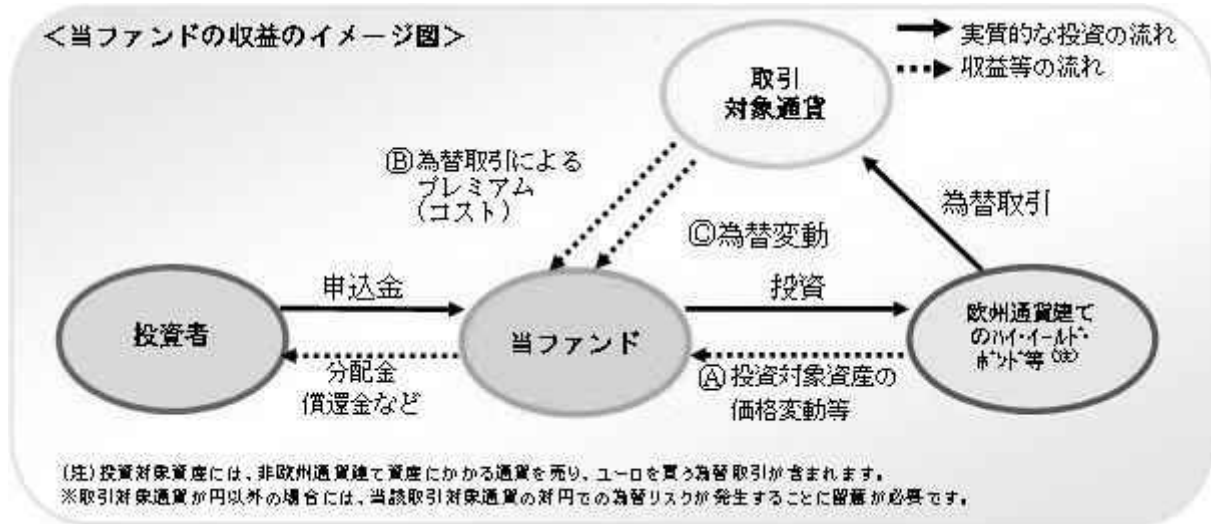 ＜当ファンドの収益のイメージ図＞
実質的な投資の流れ
収益等の流れ
取引
対象通貨
Ⓑ為替取引による
プレミアム
(コスト)
為替取引
Ⓒ為替変動
申込金
投資
投資者
当ファンド
欧州通貨建て
のﾊｲ・ｲｰﾙﾄﾞ・
ﾎﾞﾝﾄﾞ等(注)
分配金
償還金など
Ⓐ投資対象資産の
価格変動等
(注)投資対象資産には、非欧州通貨建て資産にかかる通貨を売り、ユーロを買う為替取引が含まれます。
※取引対象通貨が円以外の場合には、当該取引対象通貨の対円での為替リスクが発生することに留意が必要です。